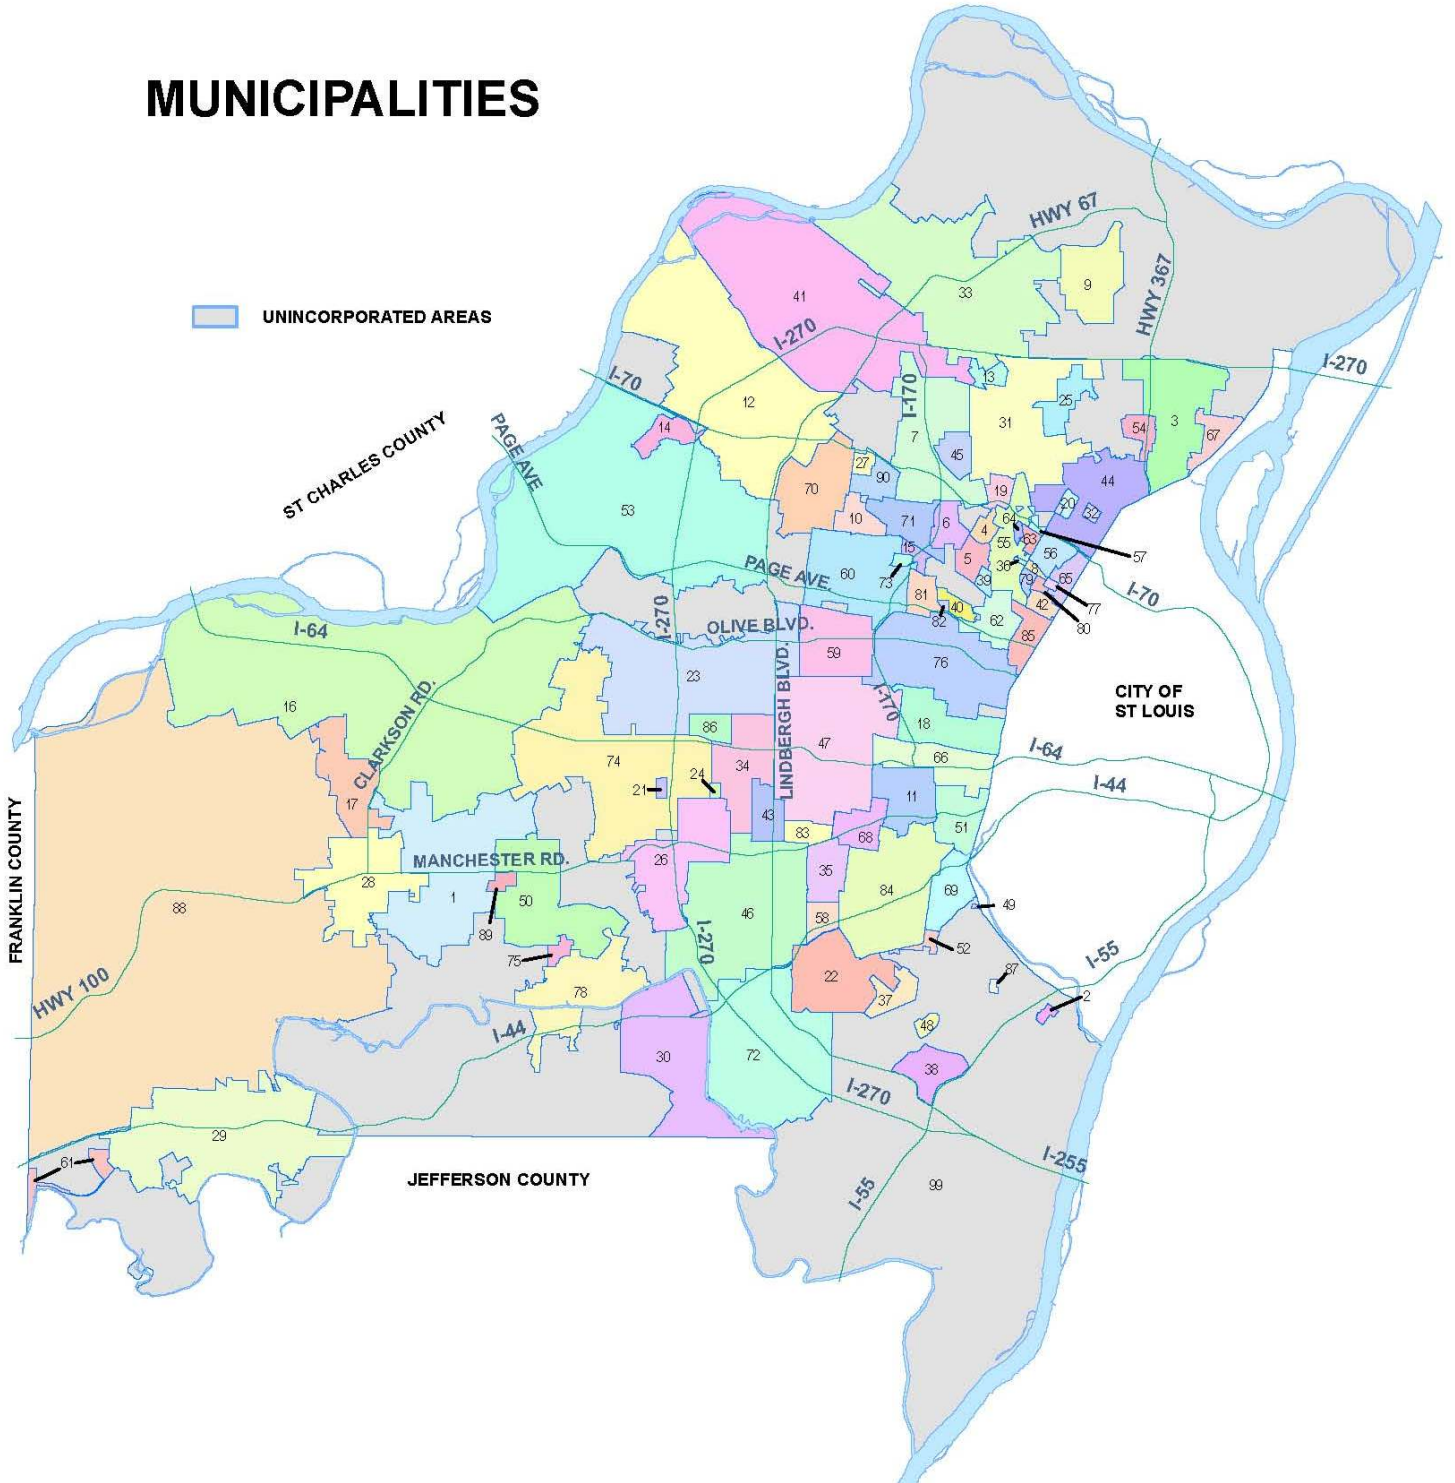 MUNICIPALITIES
HWY 67
9
33
41
HWY 367
UNINCORPORATED AREAS
I-270
I-270
I-70
13
I-170
12
25
14
31
3
54
67
PAGE AVE
7
ST CHARLES COUNTY
45
27
90
44
70
19
20
32
53
10
71
6
64
4
63
57
55
15
56
5
36
8
PAGE AVE.
60
73
39
79
65
77
I-70
81
40
42
80
82
62
I-270
OLIVE BLVD.
I-64
85
59
76
23
CLARKSON RD.
LINDBERGH BLVD.
I-170
CITY OF
ST LOUIS
16
86
18
47
I-64
66
74
34
24
21
I-44
17
11
43
51
83
68
FRANKLIN COUNTY
MANCHESTER RD.
26
35
28
1
50
84
69
88
46
58
49
89
I-270
52
75
I-55
22
87
HWY 100
78
37
2
48
I-44
30
72
38
I-270
29
61
I-255
JEFFERSON COUNTY
99
I-55